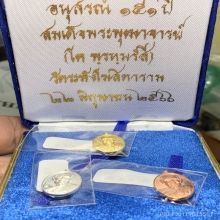 อนุสรณ์ ๑๕๑ ปี
สมเด็จพระพุฒาจารย์
(โต พรหมรังสี)
วัดระฆังโฆสิตาราม
๒๒ มิถุนายน ๒๕๖๖